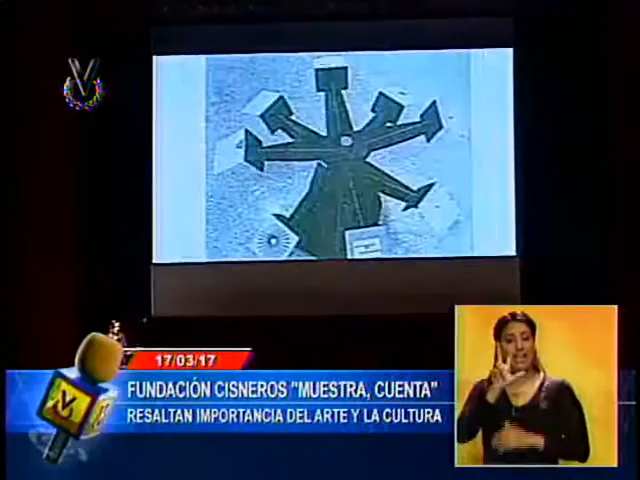 17/03/17
FUNDACIÓN CISNEROS "MUESTRA, CUENTA"
RESALTAN IMPORTANCIA DEL ARTE Y LA CULTURA